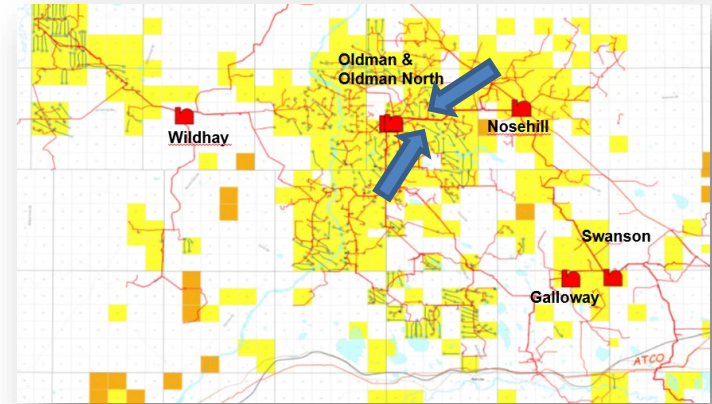 Oldman &
Oldman North
Wildhay
Nosehill
Swanson
Galloway
ATCO